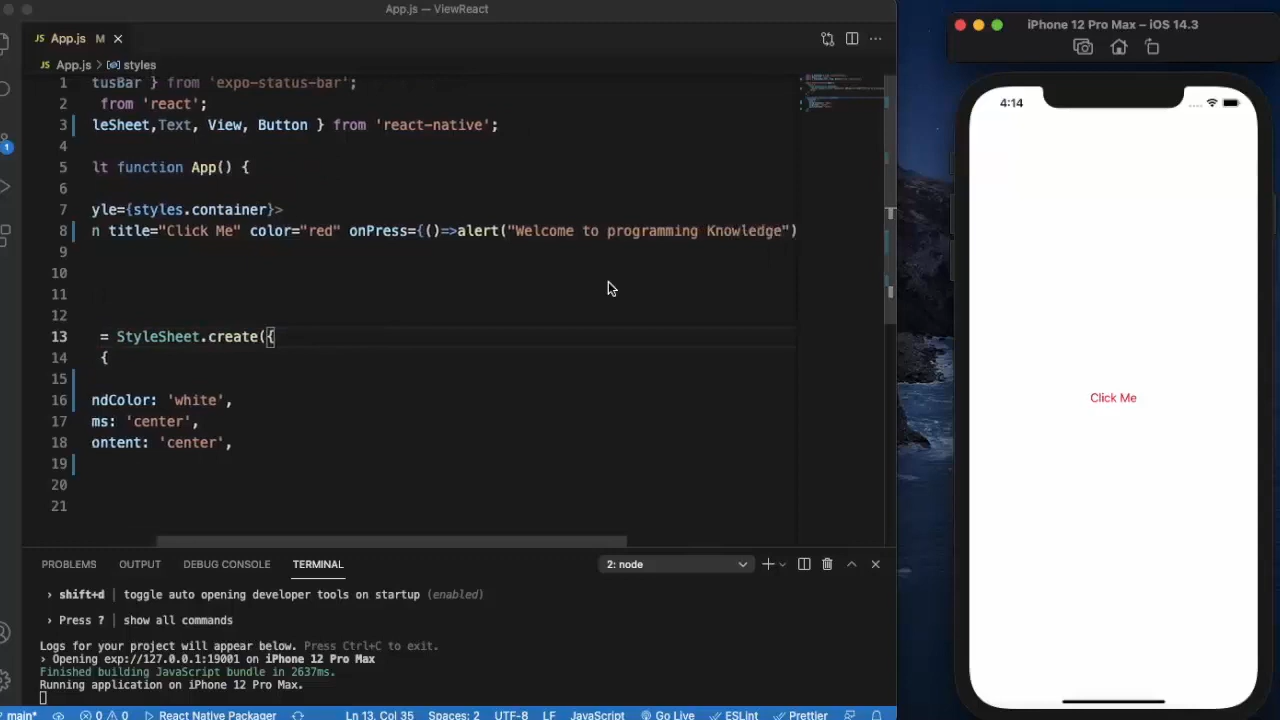 App.js — ViewReact
App.js M
App.js > styles
1 tusBar } from 'expo-status-bar';
2 from 'react';
3 leSheet,Text, View, Button } from 'react-native';
4
5 lt function App() {
6
7 yle={styles.container}>
8 n title="Click Me" color="red" onPress={()=>alert("Welcome to programming Knowledge")
9
10
11
12
13 = StyleSheet.create({
14 {
15
16 ndColor: 'white',
17 ms: 'center',
18 ontent: 'center',
19
20
21
1
PROBLEMS OUTPUT DEBUG CONSOLE TERMINAL 2: node
› shift+d | toggle auto opening developer tools on startup (enabled)
› Press ? | show all commands
Logs for your project will appear below. Press Ctrl+C to exit.
› Opening exp://127.0.0.1:19001 on iPhone 12 Pro Max
Finished building JavaScript bundle in 2637ms.
Running application on iPhone 12 Pro Max.
main* 0 0 React Native Packager Ln 13, Col 35 Spaces: 2 UTF-8 LF JavaScript Go Live ESLint Prettier
iPhone 12 Pro Max – iOS 14.3
4:14
Click Me